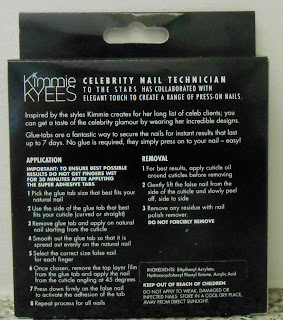 Kimmie
KYEES
CELEBRITY NAIL TECHNICIAN
TO THE STARS HAS COLLABORATED WITH
ELEGANT TOUCH TO CREATE A RANGE OF PRESS-ON NAILS.
Inspired by the styles Kimmie creates for her long list of celeb clients; you
can get a taste of the celebrity glamour by wearing her incredible designs.
Glue-tabs are a fantastic way to secure the nails for instant results that last
up to 7 days. No glue is required, they simply press on to your nail – easy!
APPLICATION
IMPORTANT: TO ENSURE BEST POSSIBLE
RESULTS DO NOT GET FINGERS WET
FOR 30 MINUTES AFTER APPLYING
THE SUPER ADHESIVE TABS
1 Pick the glue tab size that best fits your
natural nail
2 Use the side of the glue tab that best
fits your cuticle (curved or straight)
3 Remove glue tab and apply on natural
nail starting from the cuticle
4 Smooth out the glue tab so that it is
spread out evenly on the natural nail
5 Select the correct size false nail
for each finger
6 Once chosen, remove the top layer film
from the glue tab and apply the nail
from the cuticle angling at 45 degrees
7 Press down firmly on the false nail
to activate the adhesion of the tab
8 Repeat process for all nails
REMOVAL
1 For best results, apply cuticle oil
around cuticles before removing
2 Gently lift the false nail from the
side of the cuticle and slowly peel
off, side to side
3 Remove any residue with nail
polish remover.
DO NOT FORCIBLY REMOVE
INGREDIENTS: Ethylhexyl Acrylate,
Hydroxycyclohexyl Phenyl Ketone, Acrylic Acid
KEEP OUT OF REACH OF CHILDREN
DO NOT APPLY TO WEAK, DAMAGED OR
INFECTED NAILS. STORE IN A COOL DRY PLACE,
AWAY FROM DIRECT SUNLIGHT.